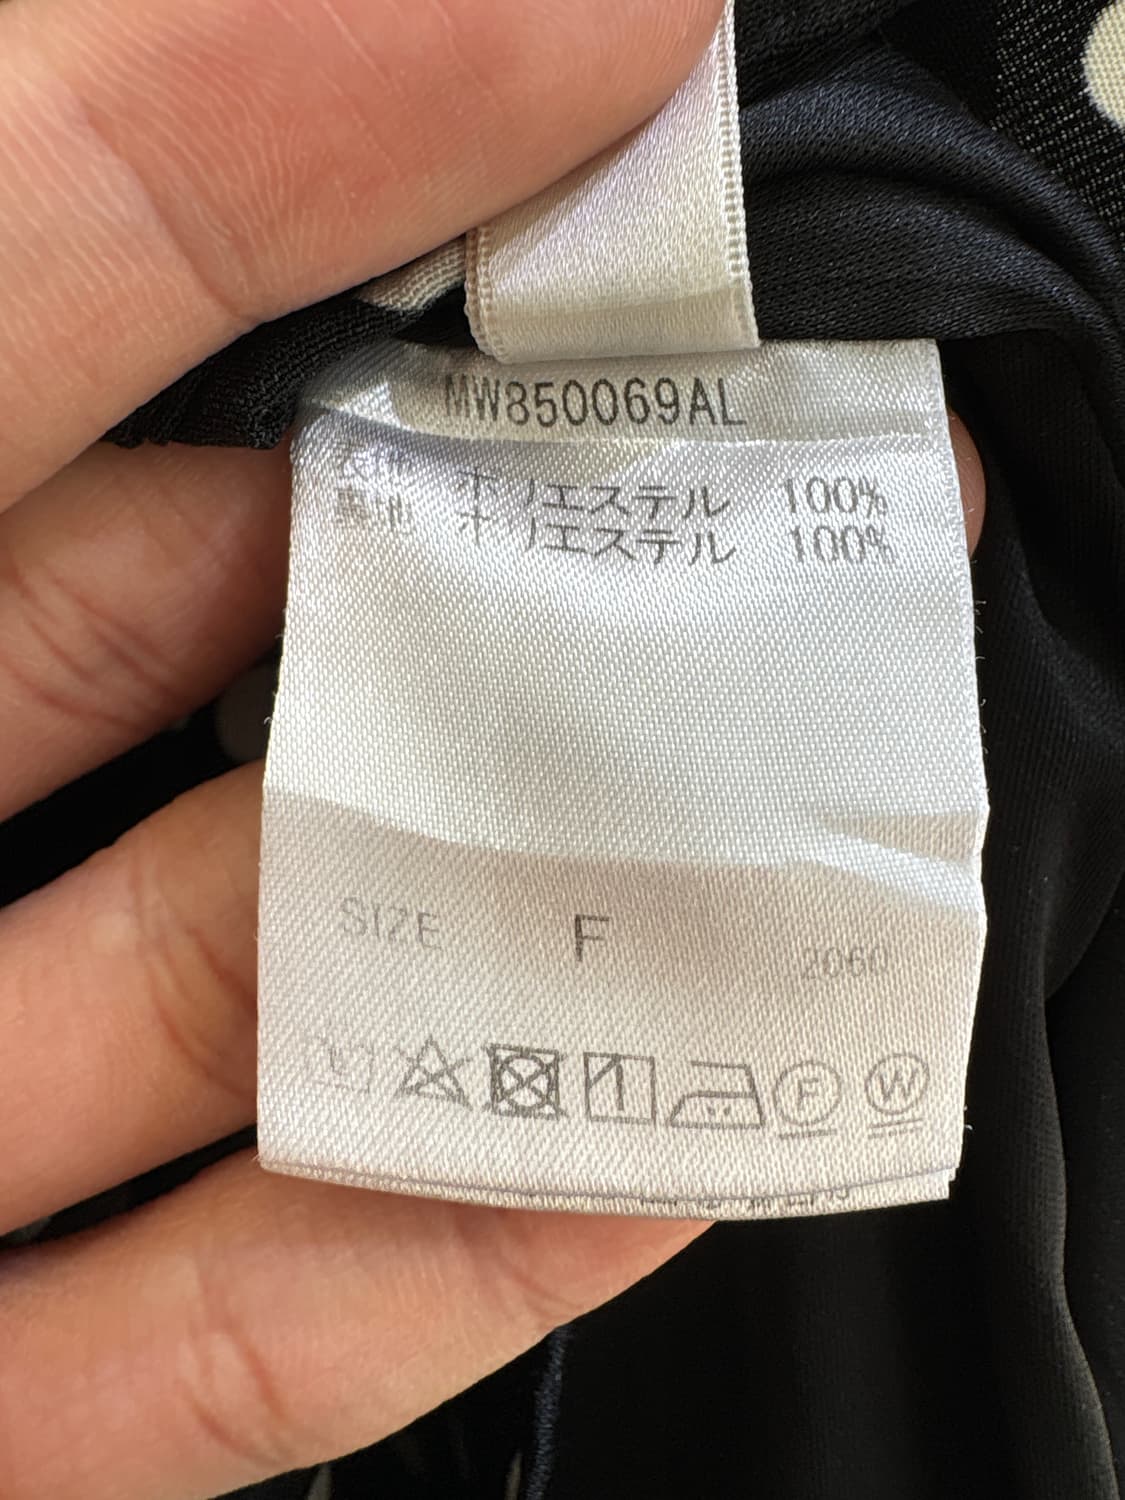 MW850069AL
表地 ポリエステル 100%
裏地 ポリエステル 100%
SIZE F 2060
F W